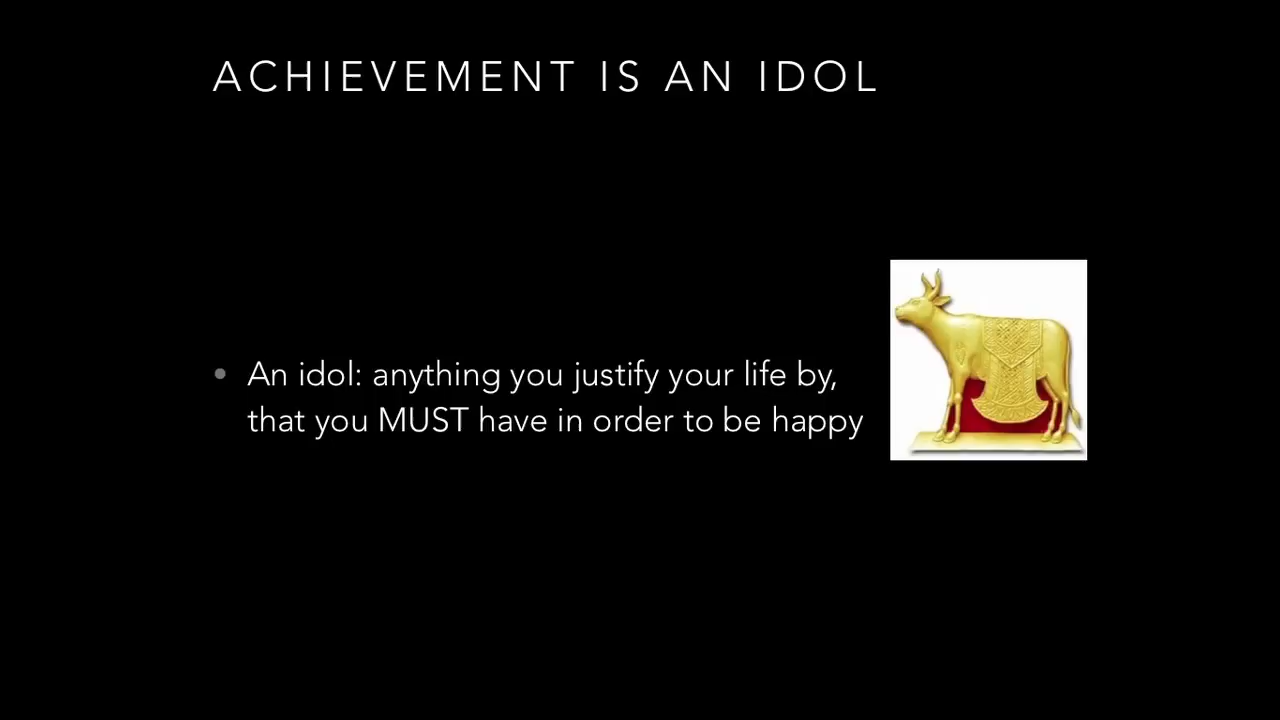 ACHIEVEMENT IS AN IDOL
• An idol: anything you justify your life by,
that you MUST have in order to be happy